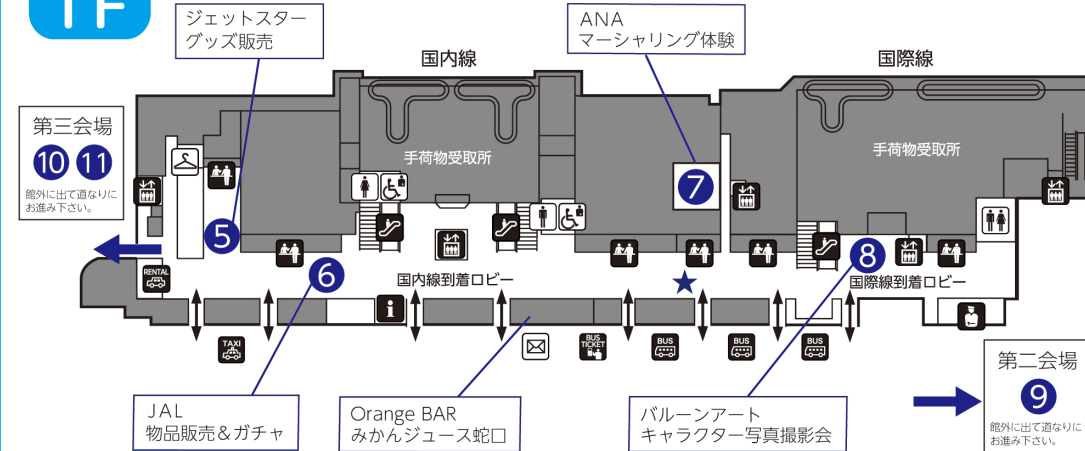 1F
ジェットスター
グッズ販売
ANA
マーシャリング体験
国内線
国際線
第三会場
10 11
館外に出て道なりに
お進み下さい。
手荷物受取所
手荷物受取所
7
5
6
8
国内線到着ロビー
国際線到着ロビー
RENTAL
i
TAXI
BUS
TICKET
BUS
BUS
BUS
JAL
物品販売&ガチャ
Orange BAR
みかんジュース蛇口
バルーンアート
キャラクター写真撮影会
第二会場
9
館外に出て道なりに
お進み下さい。